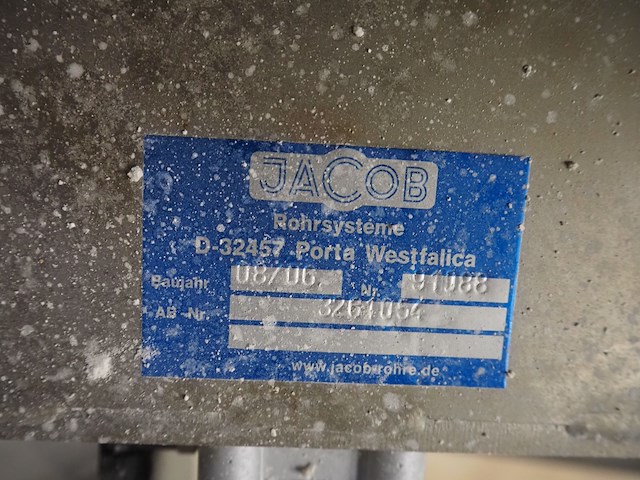 JACOB
Rohrsysteme
D-32457 Porta Westfalica
Baujahr 08/06. Nr. 91088
AB-Nr. 3261054
www.jacob-rohre.de